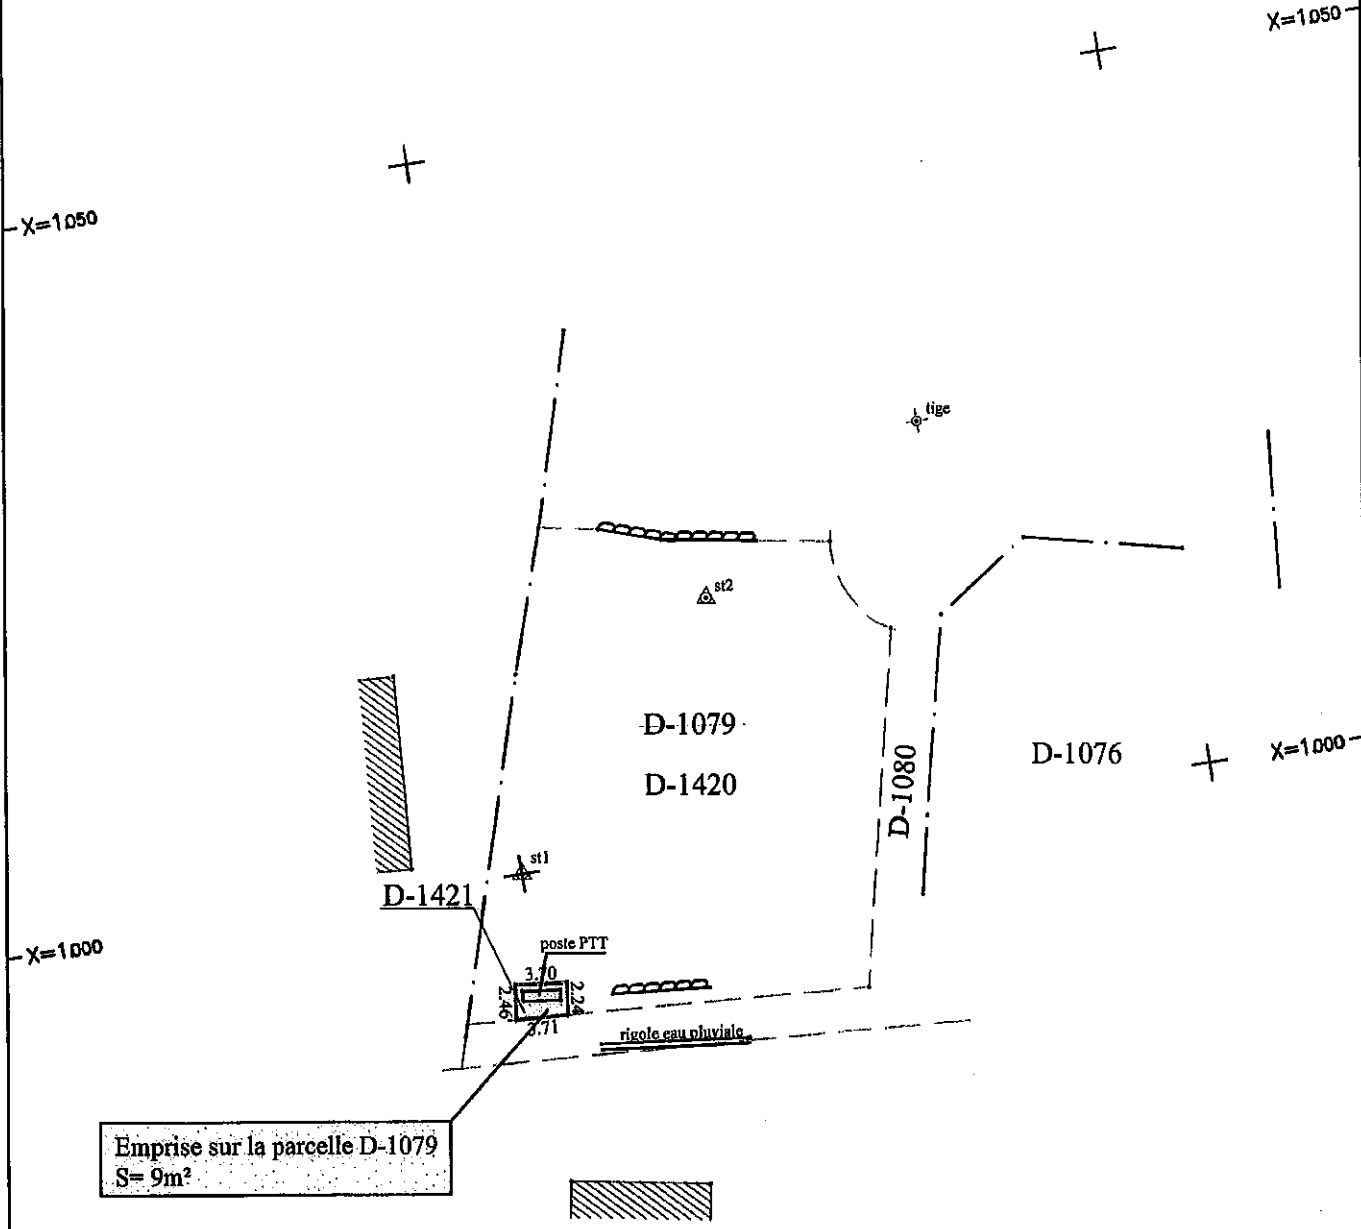 X=1050
X=1050
tige
st2
D-1079
D-1420
D-1080
D-1076
X=1000
st1
D-1421
X=1000
poste PTT
3.70
2.46
2.24
3.71
rigole eau pluviale
Emprise sur la parcelle D-1079
S= 9m²